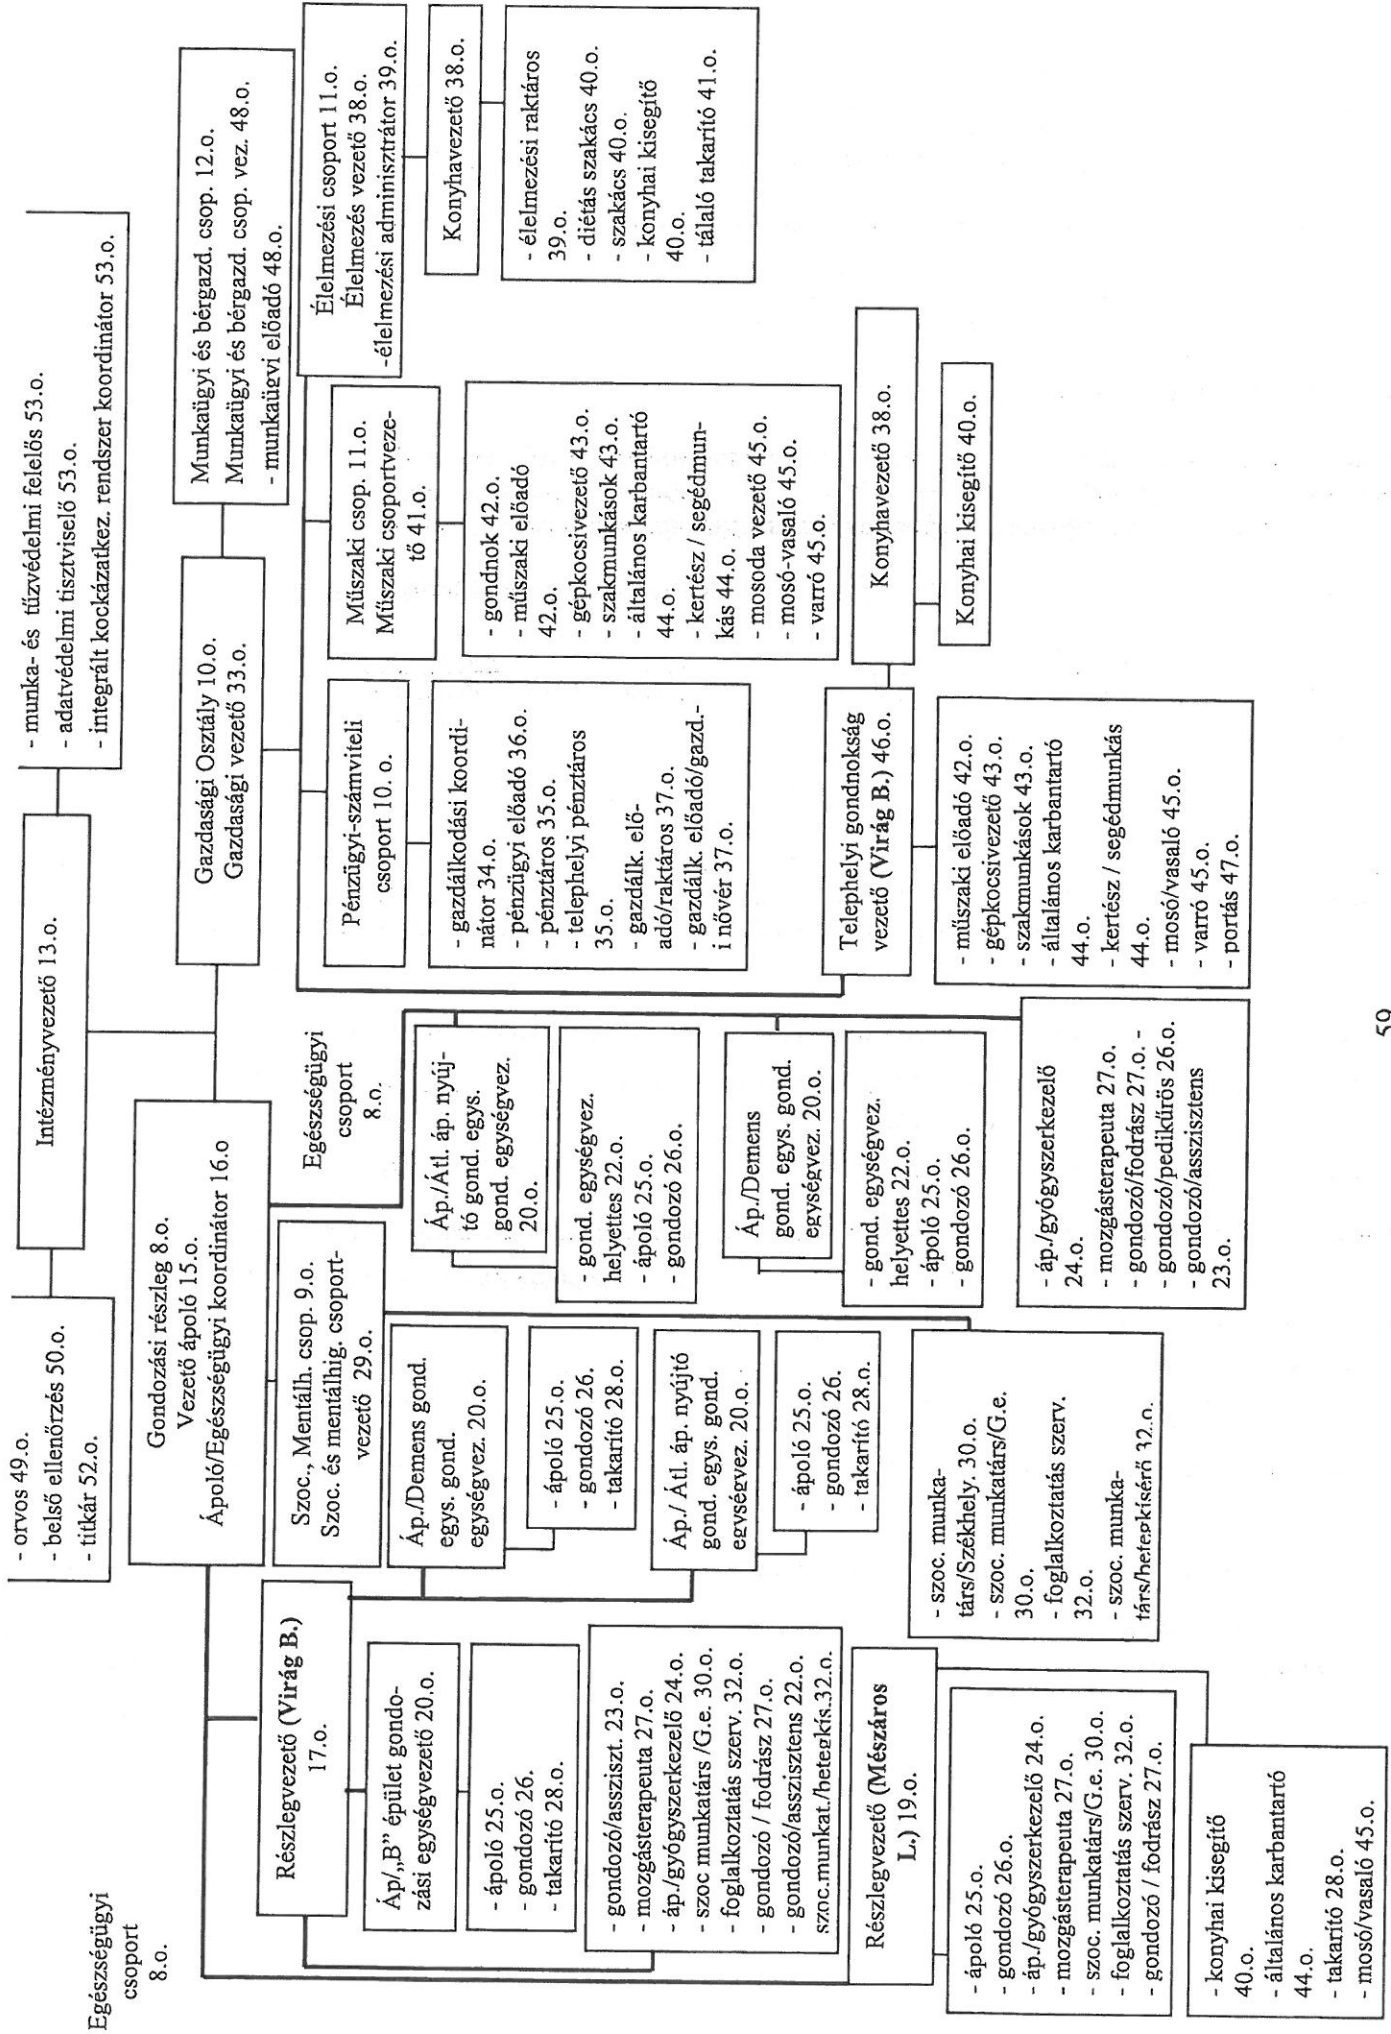 - orvos 49.o.
- belső ellenőrzés 50.o.
- titkár 52.o.
Intézményvezető 13.o.
- munka- és tűzvédelmi felelős 53.o.
- adatvédelmi tisztviselő 53.o.
- integrált kockázatkez. rendszer koordinátor 53.o.
Egészségügyi
csoport
8.o.
Gondozási részleg 8.o.
Vezető ápoló 15.o.
Ápoló/Egészségügyi koordinátor 16.o
Gazdasági Osztály 10.o.
Gazdasági vezető 33.o.
Munkaügyi és bérgazd. csop. 12.o.
Munkaügyi és bérgazd. csop. vez. 48.o.
- munkaügyi előadó 48.o.
Részlegvezető (Virág B.)
17.o.
Szoc., Mentálh. csop. 9.o.
Szoc. és mentálhig. csoport-
vezető 29.o.
Egészségügyi
csoport
8.o.
Pénzügyi-számviteli
csoport 10. o.
Műszaki csop. 11.o.
Műszaki csoportveze-
tő 41.o.
Élelmezési csoport 11.o.
Élelmezés vezető 38.o.
-élelmezési adminisztrátor 39.o.
Konyhavezető 38.o.
- élelmezési raktáros
39.o.
- diétás szakács 40.o.
- szakács 40.o.
- konyhai kisegítő
40.o.
- tálaló takarító 41.o.
Áp/„B” épület gondo-
zási egységvezető 20.o.
- ápoló 25.o.
- gondozó 26.
- takarító 28.o.
Áp./Demens gond.
egys. gond.
egységvez. 20.o.
- ápoló 25.o.
- gondozó 26.
- takarító 28.o.
Áp./ Átl. áp. nyújtó
gond. egys. gond.
egységvez. 20.o.
- ápoló 25.o.
- gondozó 26.
- takarító 28.o.
Áp./Átl. áp. nyúj-
tó gond. egys.
gond. egységvez.
20.o.
- gond. egységvez.
helyettes 22.o.
- ápoló 25.o.
- gondozó 26.o.
Áp./Demens
gond. egys. gond.
egységvez. 20.o.
- gond. egységvez.
helyettes 22.o.
- ápoló 25.o.
- gondozó 26.o.
- gazdálkodási koordi-
nátor 34.o.
- pénzügyi előadó 36.o.
- pénztáros 35.o.
- telephelyi pénztáros
35.o.
- gazdálk. elő-
adó/raktáros 37.o.
- gazdálk. előadó/gazd.-
i nővér 37.o.
- gondnok 42.o.
- műszaki előadó
42.o.
- gépkocsivezető 43.o.
- szakmunkások 43.o.
- általános karbantartó
44.o.
- kertész / segédmun-
kás 44.o.
- mosoda vezető 45.o.
- mosó-vasaló 45.o.
- varró 45.o.
- gondozó/assziszt. 23.o.
- mozgásterapeuta 27.o.
- áp./gyógyszerkezelő 24.o.
- szoc munkatárs /G.e. 30.o.
- foglalkoztatás szerv. 32.o.
- gondozó / fodrász 27.o.
- gondozó/asszisztens 22.o.
szoc.munkat./betegkís.32.o.
Részlegvezető (Mészáros
L.) 19.o.
- ápoló 25.o.
- gondozó 26.o.
- áp./gyógyszerkezelő 24.o.
- mozgásterapeuta 27.o.
- szoc. munkatárs/G.e. 30.o.
- foglalkoztatás szerv. 32.o.
- gondozó / fodrász 27.o.
- konyhai kisegítő
40.o.
- általános karbantartó
44.o.
- takarító 28.o.
- mosó/vasaló 45.o.
- szoc. munka-
társ/Székhely. 30.o.
- szoc. munkatárs/G.e.
30.o.
- foglalkoztatás szerv.
32.o.
- szoc. munka-
társ/betegkísérő 32.o.
- áp./gyógyszerkezelő
24.o.
- mozgásterapeuta 27.o.
- gondozó/fodrász 27.o. -
- gondozó/pedikűrös 26.o.
- gondozó/asszisztens
23.o.
Telephelyi gondnokság
vezető (Virág B.) 46.o.
Konyhavezető 38.o.
Konyhai kisegítő 40.o.
- műszaki előadó 42.o.
- gépkocsivezető 43.o.
- szakmunkások 43.o.
- általános karbantartó
44.o.
- kertész / segédmunkás
44.o.
- mosó/vasaló 45.o.
- varró 45.o.
- portás 47.o.
59